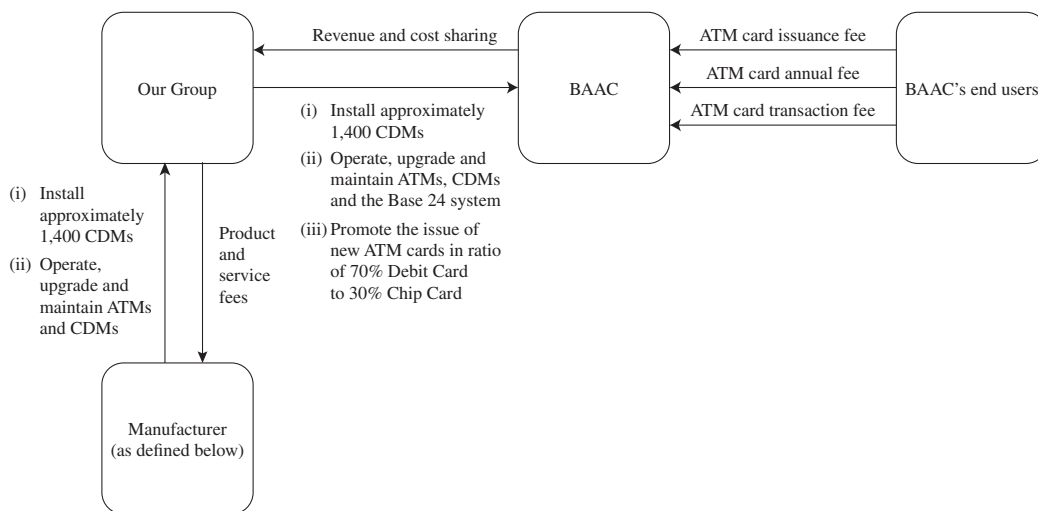 Our Group
Revenue and cost sharing
BAAC
ATM card issuance fee
ATM card annual fee
ATM card transaction fee
BAAC’s end users
(i) Install approximately
1,400 CDMs
(ii) Operate, upgrade and
maintain ATMs, CDMs
and the Base 24 system
(iii) Promote the issue of
new ATM cards in ratio
of 70% Debit Card
to 30% Chip Card
(i) Install
approximately
1,400 CDMs
(ii) Operate,
upgrade and
maintain ATMs
and CDMs
Product
and
service
fees
Manufacturer
(as defined below)